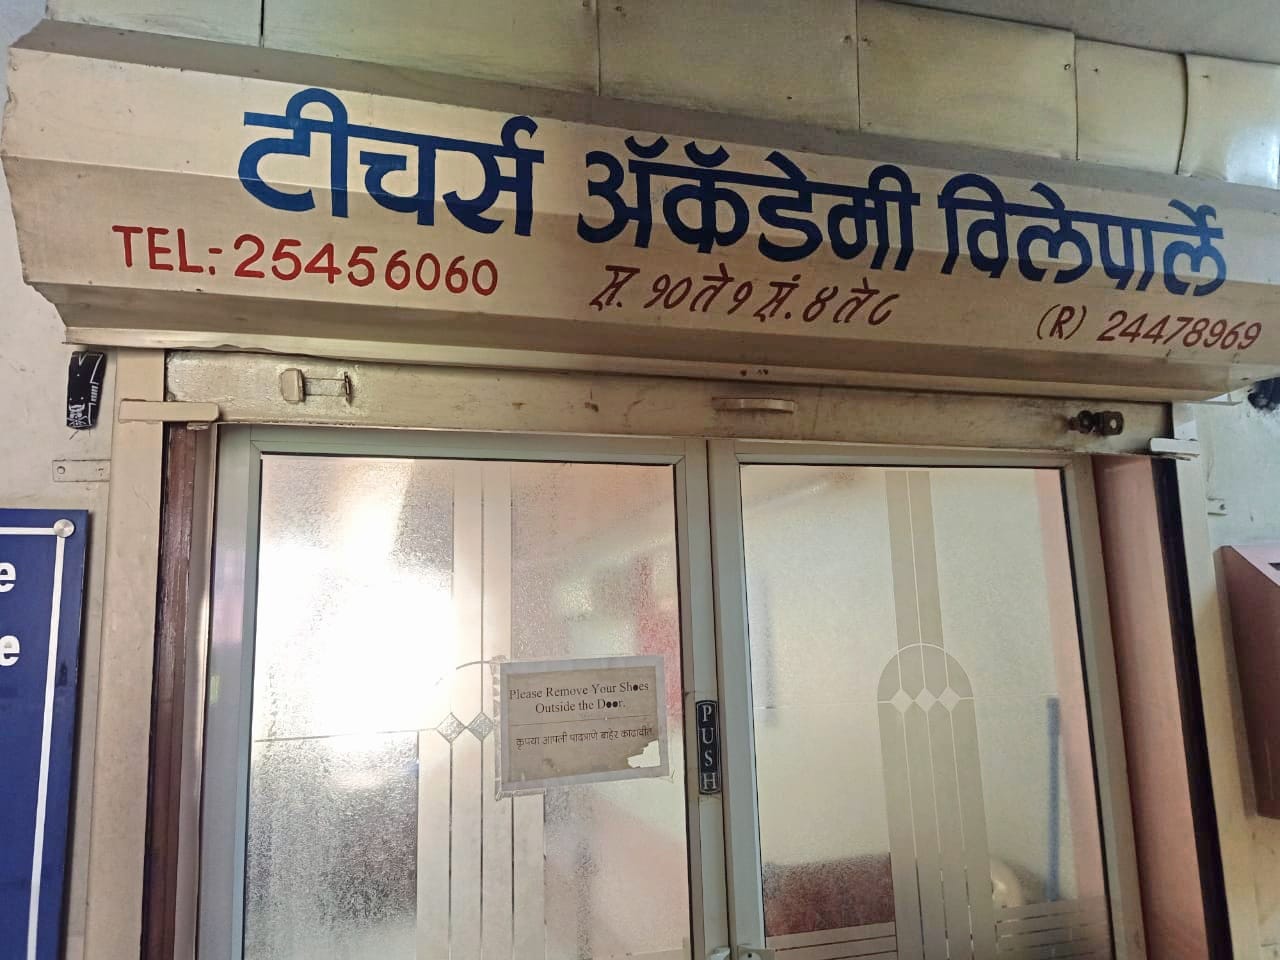 टीचर्स ॲकॅडेमी विलेपार्ले
TEL:- 25456060
स. १० ते १ सं. ४ ते ८
(R) 24478969
Please Remove Your Shoes
Outside the Door.
कृपया आपली पादत्राणे बाहेर काढावीत
PUSH
e
e